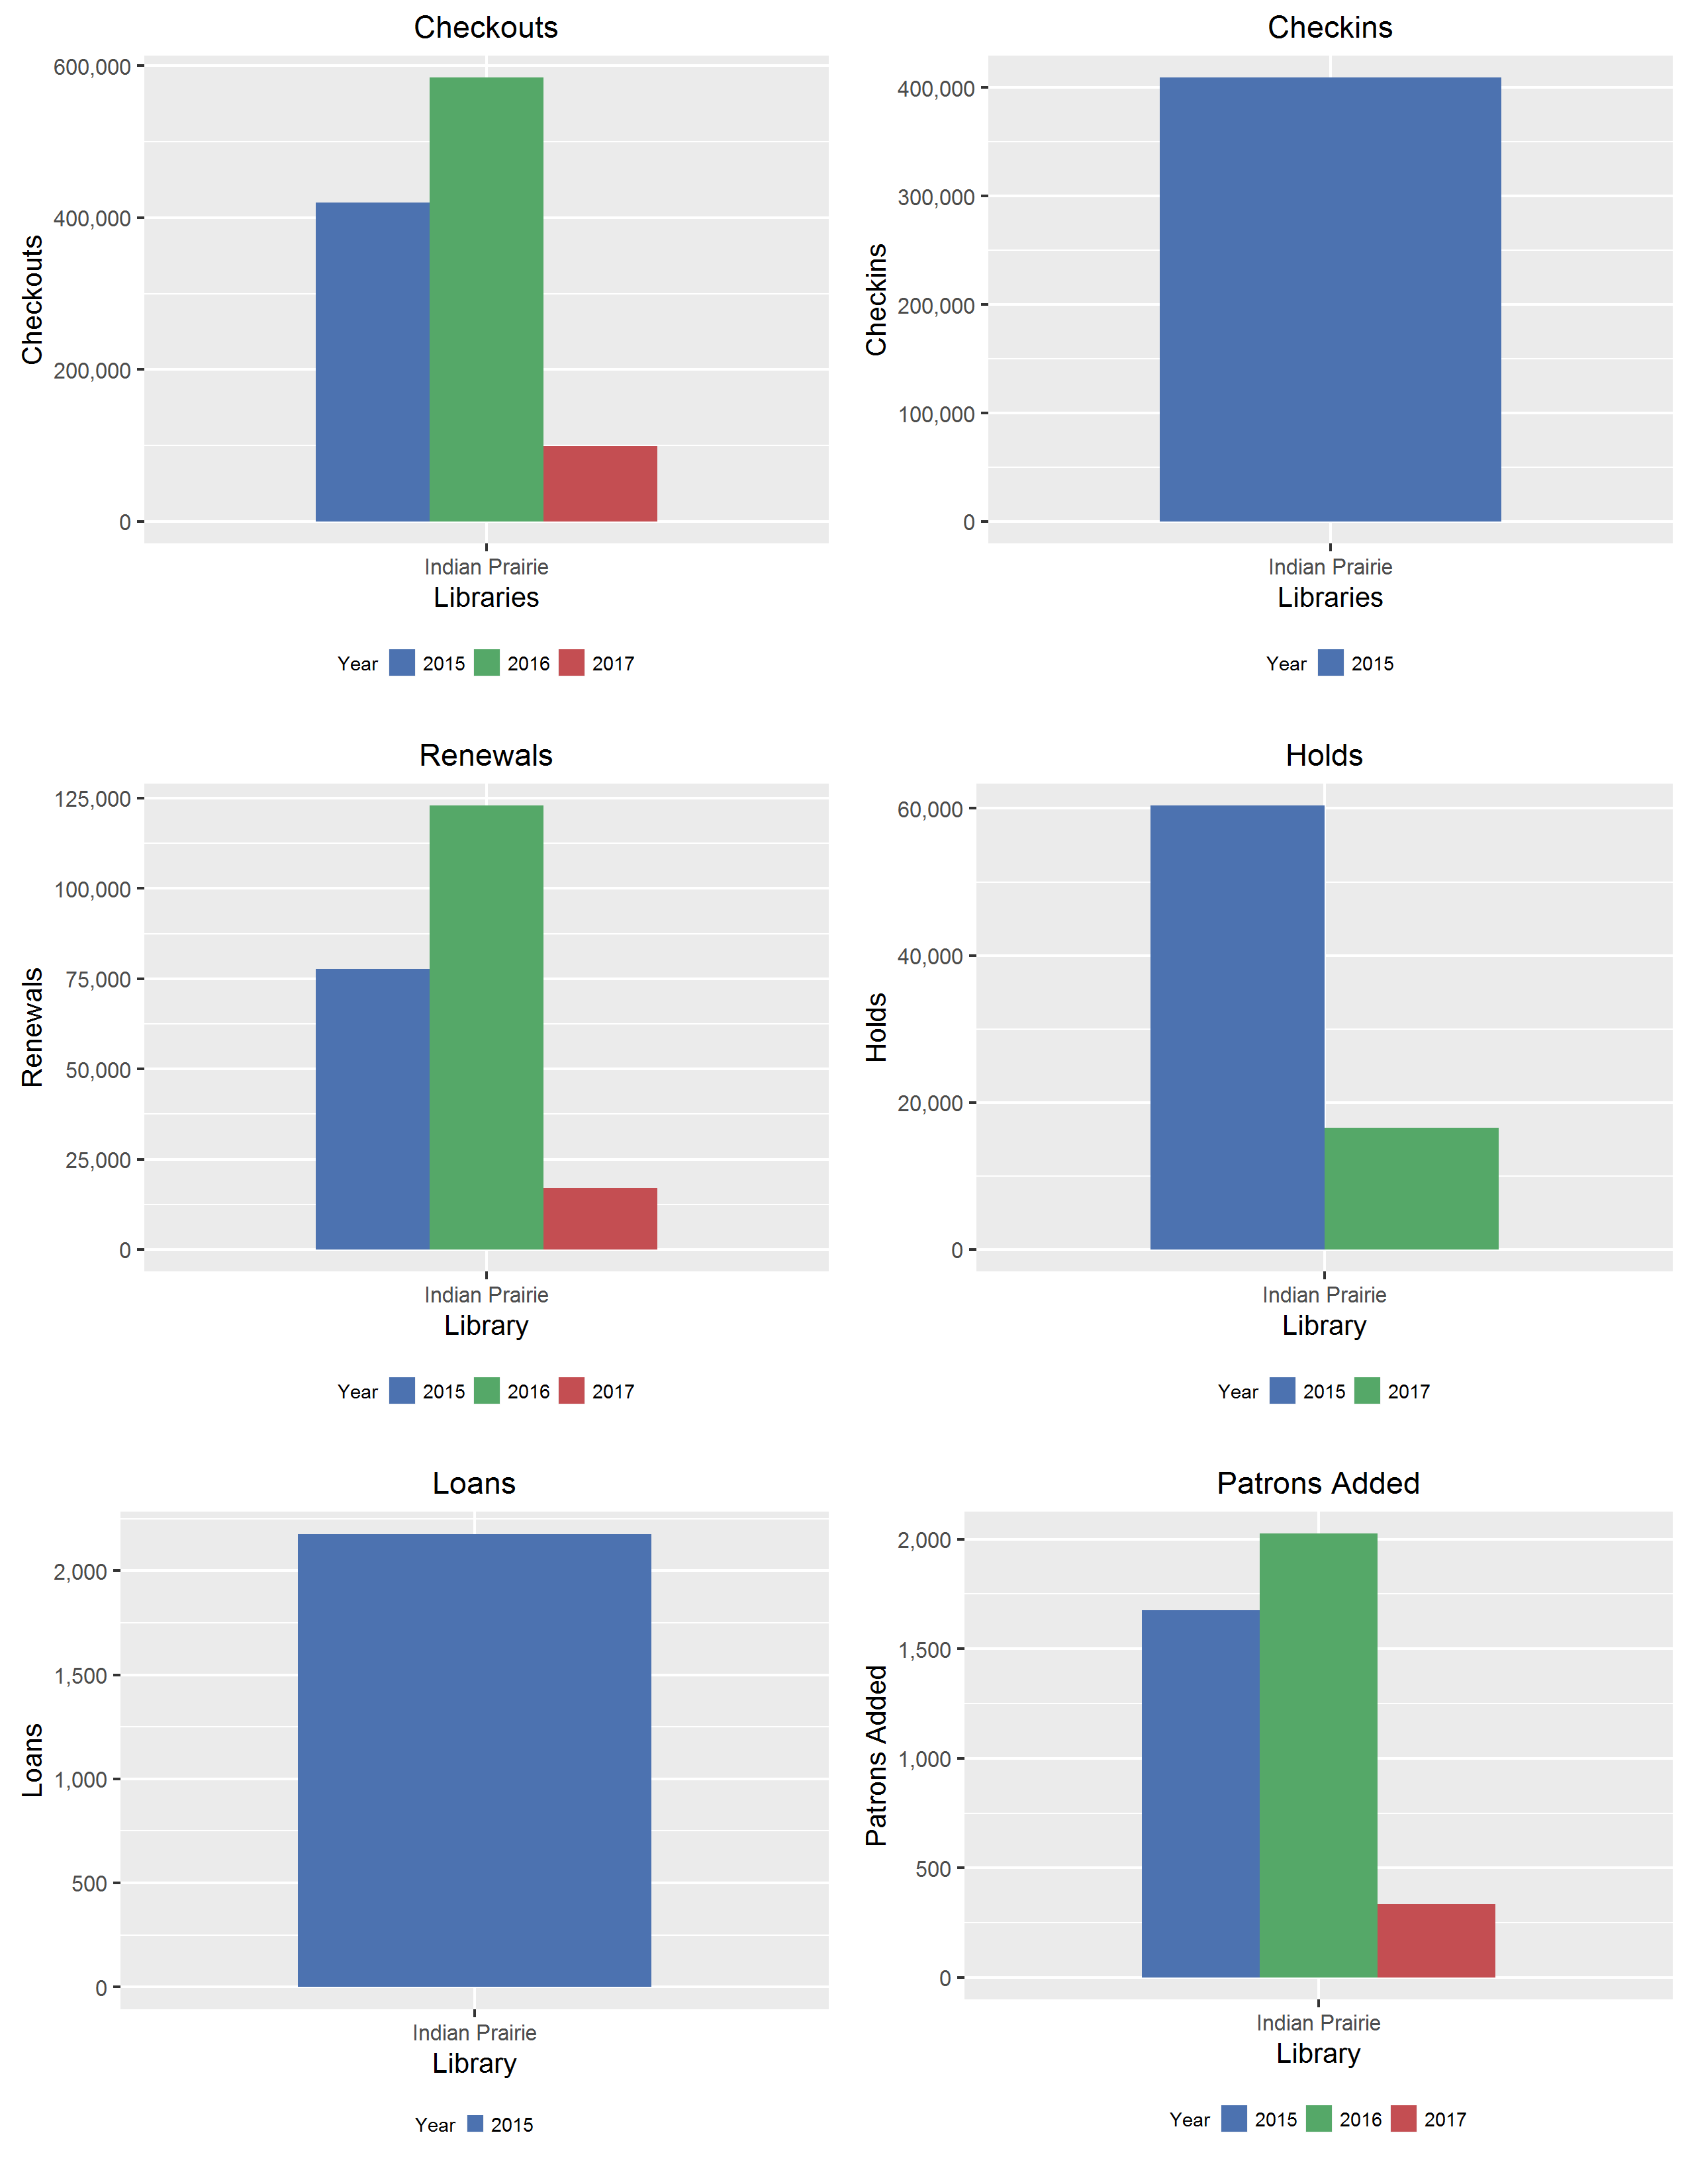 Checkouts
600,000
400,000
200,000
0
Checkouts
Indian Prairie
Libraries
Year 2015 2016 2017
Checkins
400,000
300,000
200,000
100,000
0
Checkins
Indian Prairie
Libraries
Year 2015
Renewals
125,000
100,000
75,000
50,000
25,000
0
Renewals
Indian Prairie
Library
Year 2015 2016 2017
Holds
60,000
40,000
20,000
0
Holds
Indian Prairie
Library
Year 2015 2017
Loans
2,000
1,500
1,000
500
0
Loans
Indian Prairie
Library
Year 2015
Patrons Added
2,000
1,500
1,000
500
0
Patrons Added
Indian Prairie
Library
Year 2015 2016 2017